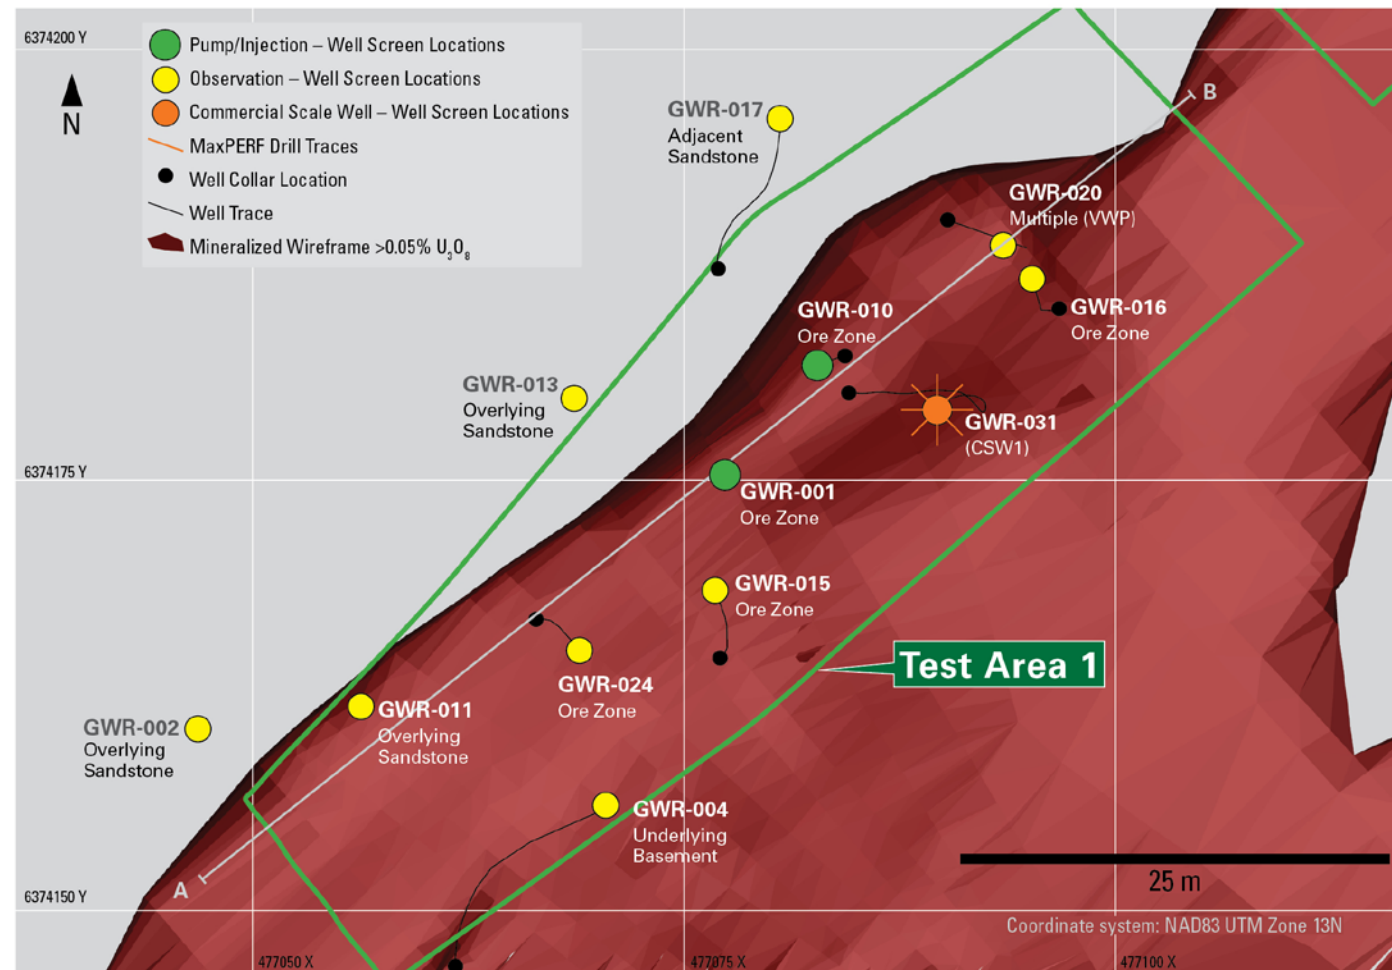 6374200 Y
N
Pump/Injection – Well Screen Locations
Observation – Well Screen Locations
Commercial Scale Well – Well Screen Locations
MaxPERF Drill Traces
Well Collar Location
Well Trace
Mineralized Wireframe >0.05% U₃O₈
GWR-017
Adjacent
Sandstone
B
GWR-020
Multiple (VWP)
GWR-010
Ore Zone
GWR-016
Ore Zone
GWR-013
Overlying
Sandstone
GWR-031
(CSW1)
6374175 Y
GWR-001
Ore Zone
GWR-015
Ore Zone
Test Area 1
GWR-024
Ore Zone
GWR-002
Overlying
Sandstone
GWR-011
Overlying
Sandstone
GWR-004
Underlying
Basement
A
25 m
6374150 Y
Coordinate system: NAD83 UTM Zone 13N
477050 X
477075 X
477100 X